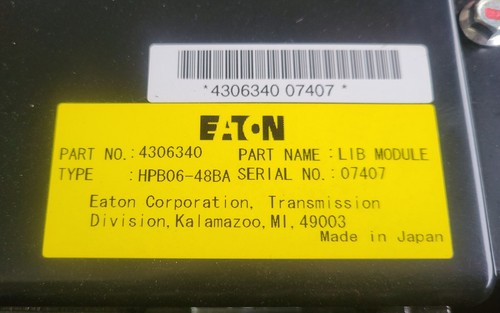 *4306340 07407 *
EATON
PART NO.:4306340 PART NAME:LIB MODULE
TYPE :HPB06-48BA SERIAL NO.:07407
Eaton Corporation, Transmission
Division,Kalamazoo,MI,49003
Made in Japan